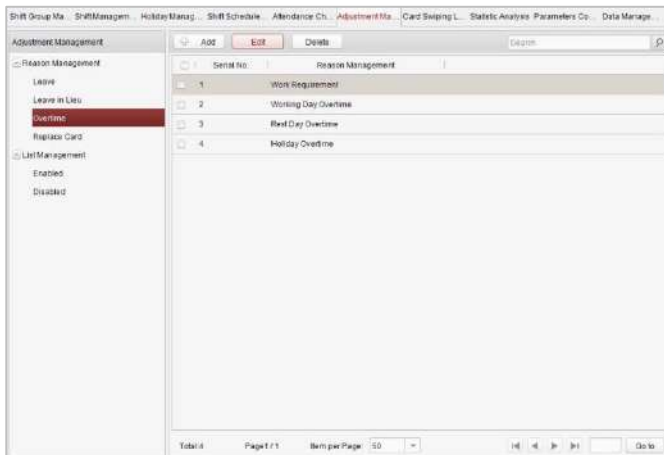 Shift Group Ma... Shift Managem... Holiday Manag... Shift Schedule... Attendance Ch... Adjustment Ma... Card Swiping L... Statistic Analysis Parameters Co... Data Manage...
Adjustment Management
Add Edit Delete Search...
Reason Management
Leave
Leave in Lieu
Overtime
Replace Card
List Management
Enabled
Disabled
Serial No. Reason Management
1 Work Requirement
2 Working Day Overtime
3 Rest Day Overtime
4 Holiday Overtime
Total:4 Page1 / 1 Item per Page: 50 Go to